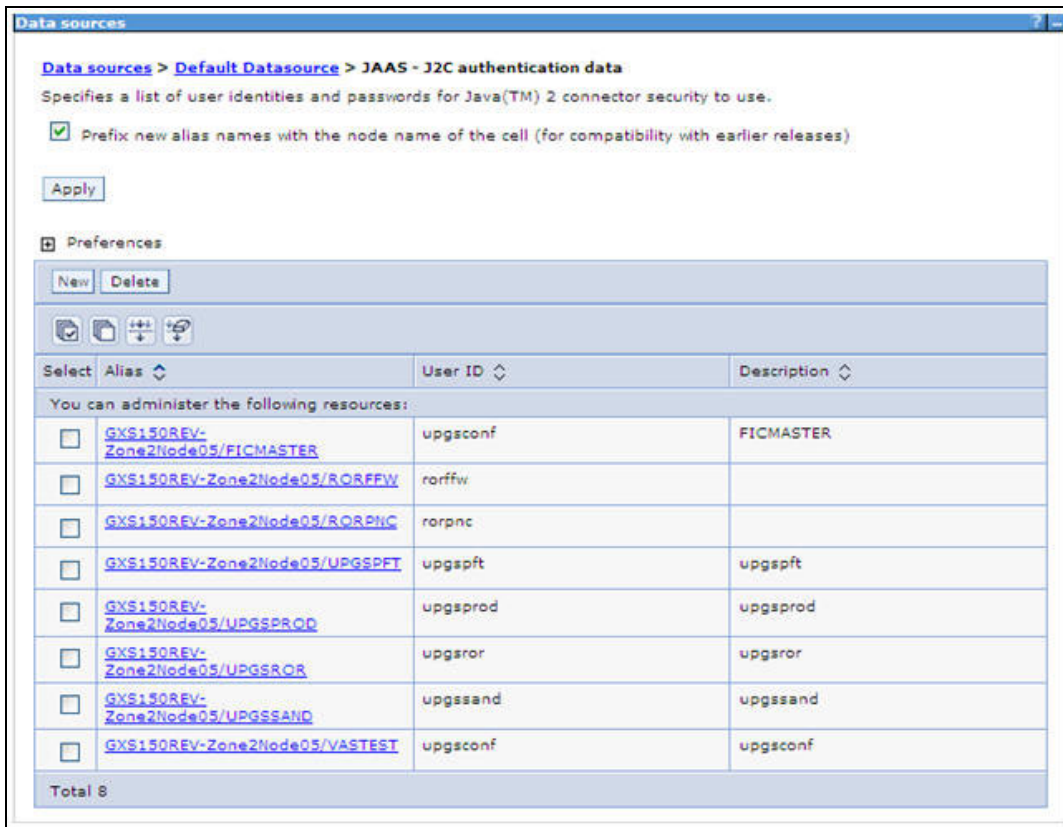 Data sources
?
Data sources > Default Datasource > JAAS - J2C authentication data
Specifies a list of user identities and passwords for Java(TM) 2 connector security to use.
Prefix new alias names with the node name of the cell (for compatibility with earlier releases)
Apply
Preferences
New Delete
Select Alias User ID Description
You can administer the following resources:
GXS150REV- upgsconf FICMASTER
Zone2Node05/FICMASTER
GXS150REV-Zone2Node05/RORFFW rorffw
GXS150REV-Zone2Node05/RORPNC rorpnc
GXS150REV-Zone2Node05/UPGSPFT upgspft upgspft
GXS150REV- upgsprod upgsprod
Zone2Node05/UPGSPROD
GXS150REV- upgsror upgsror
Zone2Node05/UPGSROR
GXS150REV- upgssand upgssand
Zone2Node05/UPGSSAND
GXS150REV-Zone2Node05/VASTEST upgsconf upgsconf
Total 8